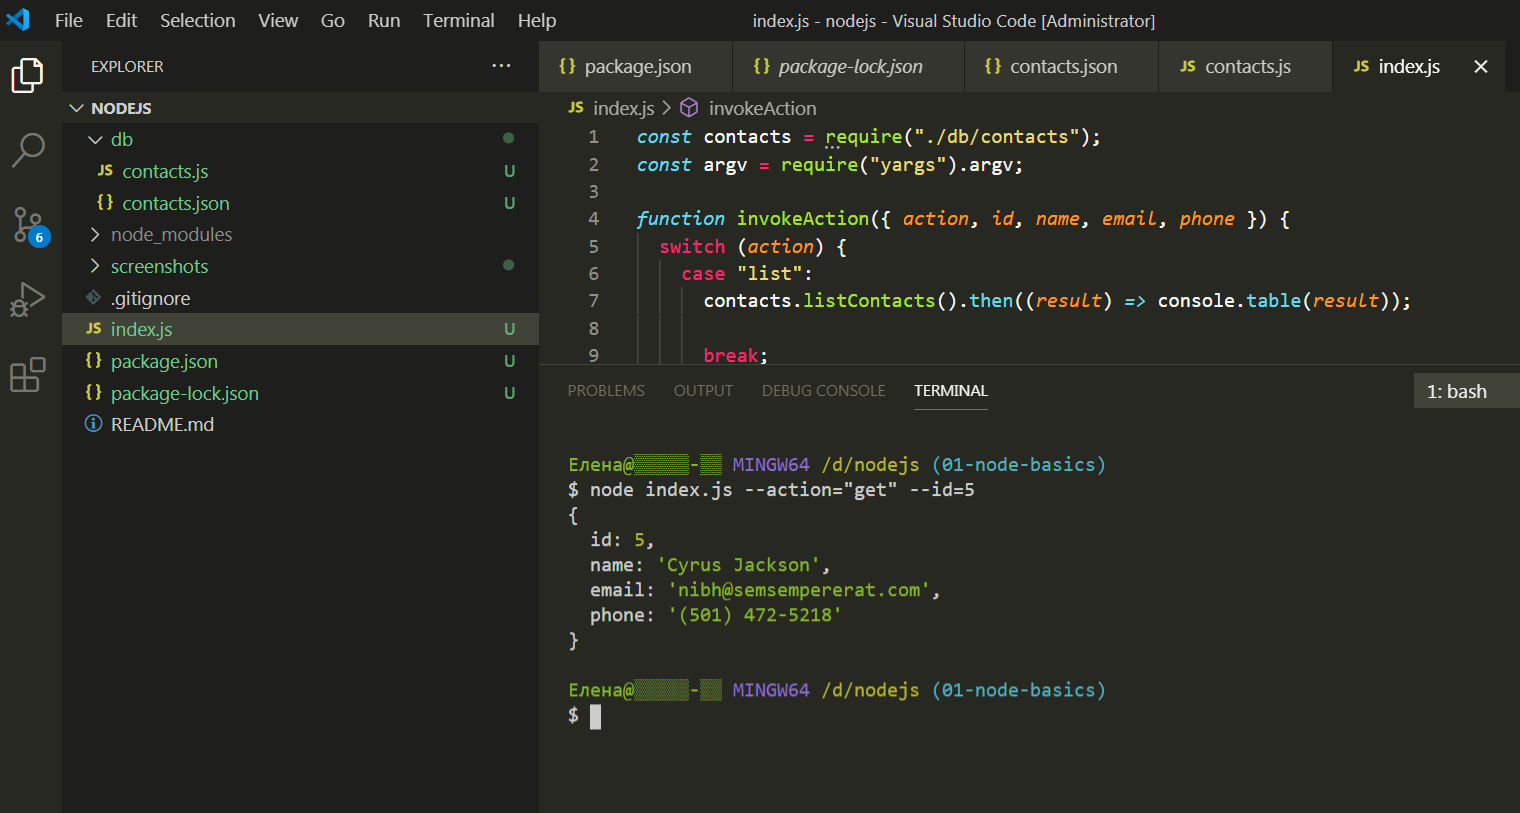 File Edit Selection View Go Run Terminal Help index.js - nodejs - Visual Studio Code [Administrator]
EXPLORER ...
NODEJS
db
JS contacts.js U
{} contacts.json U
node_modules
screenshots
.gitignore
JS index.js U
{} package.json U
{} package-lock.json U
README.md
6
{} package.json {} package-lock.json {} contacts.json JS contacts.js JS index.js
JS index.js > invokeAction
1 const contacts = require("./db/contacts");
2 const argv = require("yargs").argv;
3
4 function invokeAction({ action, id, name, email, phone }) {
5 switch (action) {
6 case "list":
7 contacts.listContacts().then((result) => console.table(result));
8
9 break;
PROBLEMS OUTPUT DEBUG CONSOLE TERMINAL 1: bash
Елена@▒▒▒▒▒-▒▒ MINGW64 /d/nodejs (01-node-basics)
$ node index.js --action="get" --id=5
{
id: 5,
name: 'Cyrus Jackson',
email: 'nibh@semsempererat.com',
phone: '(501) 472-5218'
}
Елена@▒▒▒▒▒-▒▒ MINGW64 /d/nodejs (01-node-basics)
$